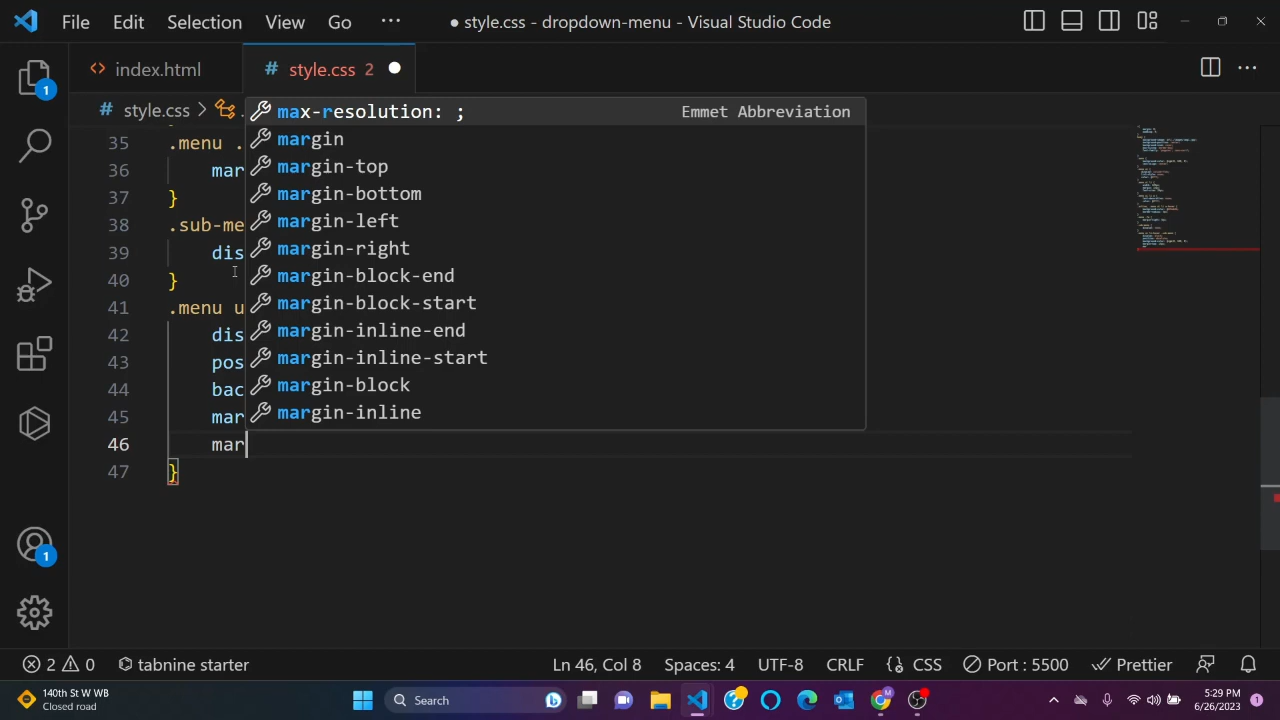 File Edit Selection View Go ··· ● style.css - dropdown-menu - Visual Studio Code
<> index.html # style.css 2 ●
# style.css >
max-resolution: ; Emmet Abbreviation
margin
margin-top
margin-bottom
margin-left
margin-right
margin-block-end
margin-block-start
margin-inline-end
margin-inline-start
margin-block
margin-inline
35 .menu .
36 mar
37 }
38 .sub-me
39 dis
40 }
41 .menu u
42 dis
43 pos
44 bac
45 mar
46 mar
47 }
1
1
2 0 tabnine starter Ln 46, Col 8 Spaces: 4 UTF-8 CRLF {} CSS Port : 5500 Prettier
140th St W WB
Closed road
Search
M
5:29 PM
6/26/2023
1